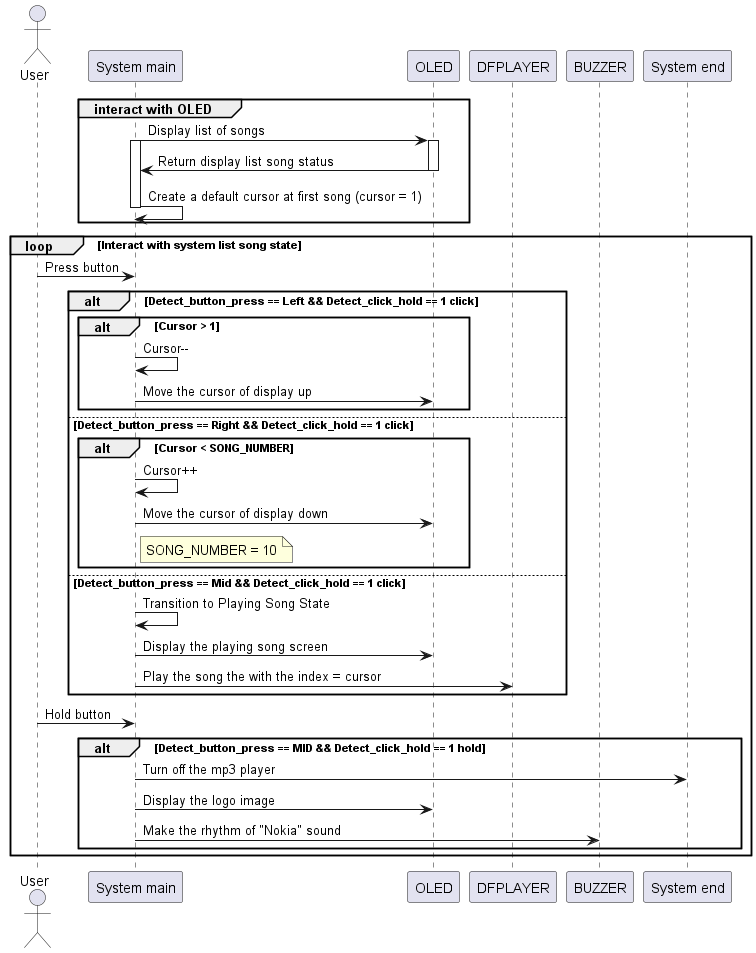 User
System main
OLED
DFPLAYER
BUZZER
System end
interact with OLED
Display list of songs
Return display list song status
Create a default cursor at first song (cursor = 1)
loop
[Interact with system list song state]
Press button
alt
[Detect_button_press == Left && Detect_click_hold == 1 click]
alt
[Cursor > 1]
Cursor--
Move the cursor of display up
[Detect_button_press == Right && Detect_click_hold == 1 click]
alt
[Cursor < SONG_NUMBER]
Cursor++
Move the cursor of display down
SONG_NUMBER = 10
[Detect_button_press == Mid && Detect_click_hold == 1 click]
Transition to Playing Song State
Display the playing song screen
Play the song the with the index = cursor
Hold button
alt
[Detect_button_press == MID && Detect_click_hold == 1 hold]
Turn off the mp3 player
Display the logo image
Make the rhythm of "Nokia" sound
User
System main
OLED
DFPLAYER
BUZZER
System end